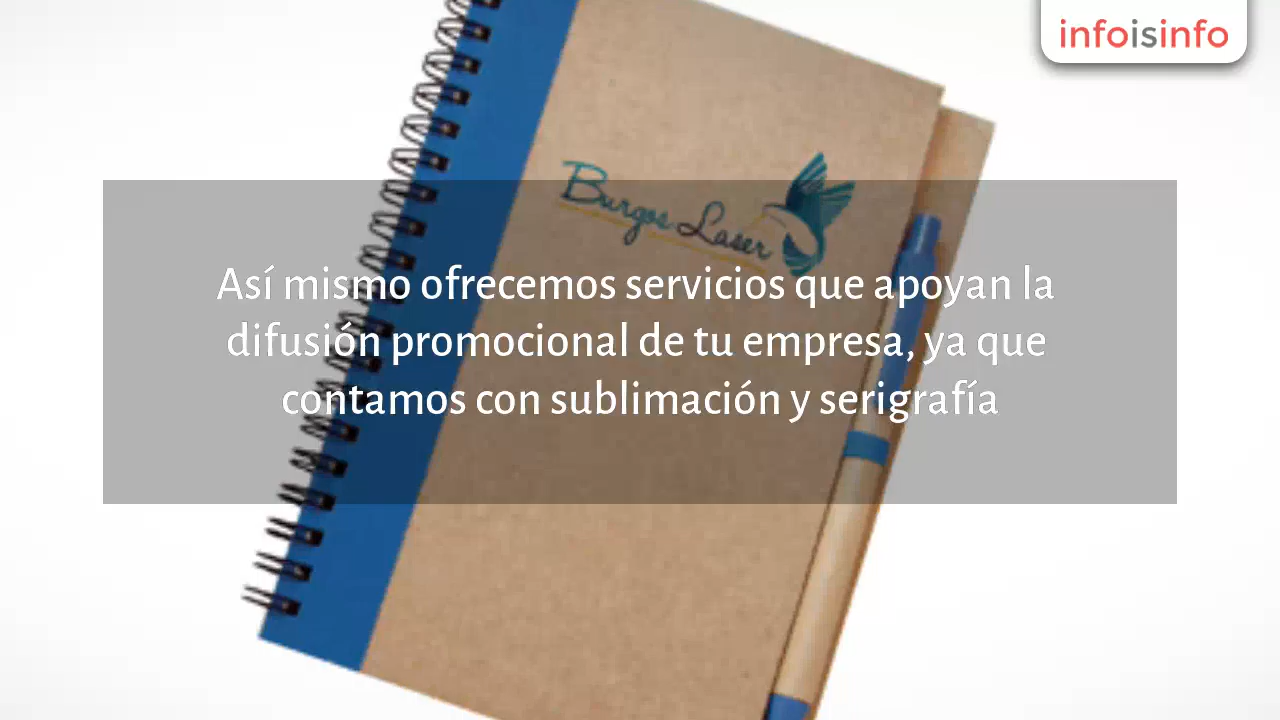 infoisinfo
Burgos Laser
Así mismo ofrecemos servicios que apoyan la
difusión promocional de tu empresa, ya que
contamos con sublimación y serigrafía